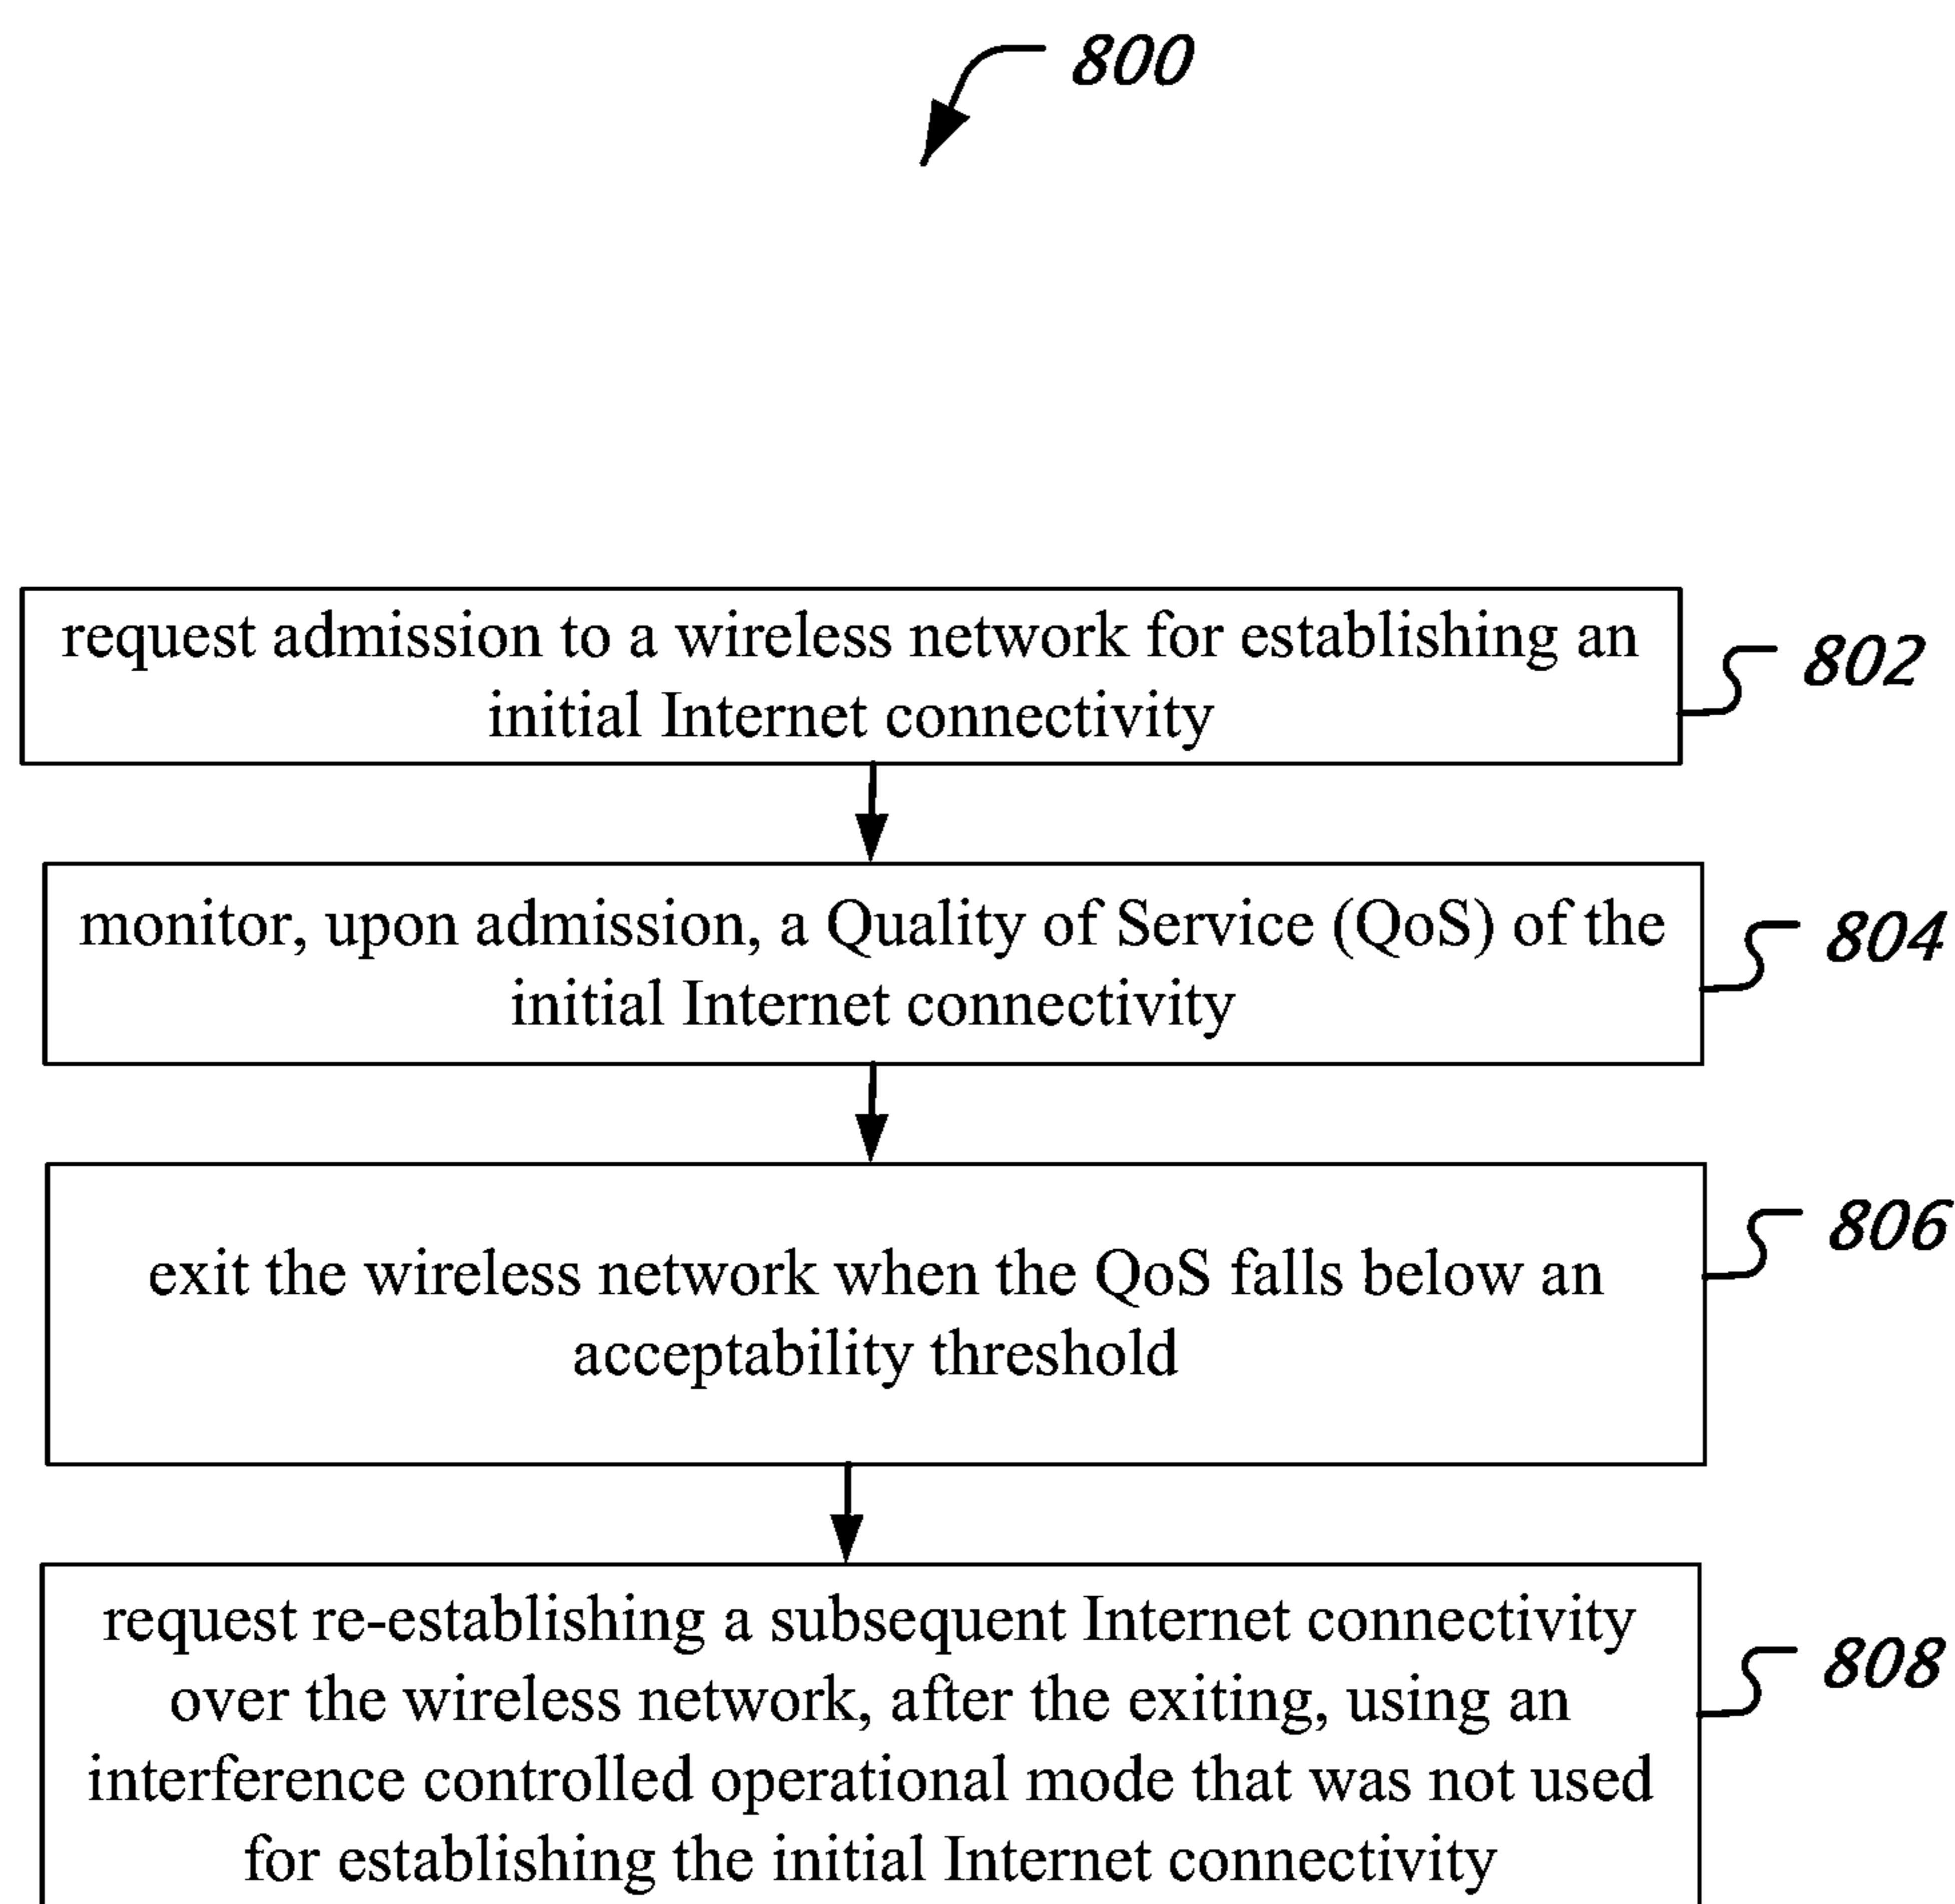 800
request admission to a wireless network for establishing an
initial Internet connectivity
802
monitor, upon admission, a Quality of Service (QoS) of the
initial Internet connectivity
804
exit the wireless network when the QoS falls below an
acceptability threshold
806
request re-establishing a subsequent Internet connectivity
over the wireless network, after the exiting, using an
interference controlled operational mode that was not used
for establishing the initial Internet connectivity
808